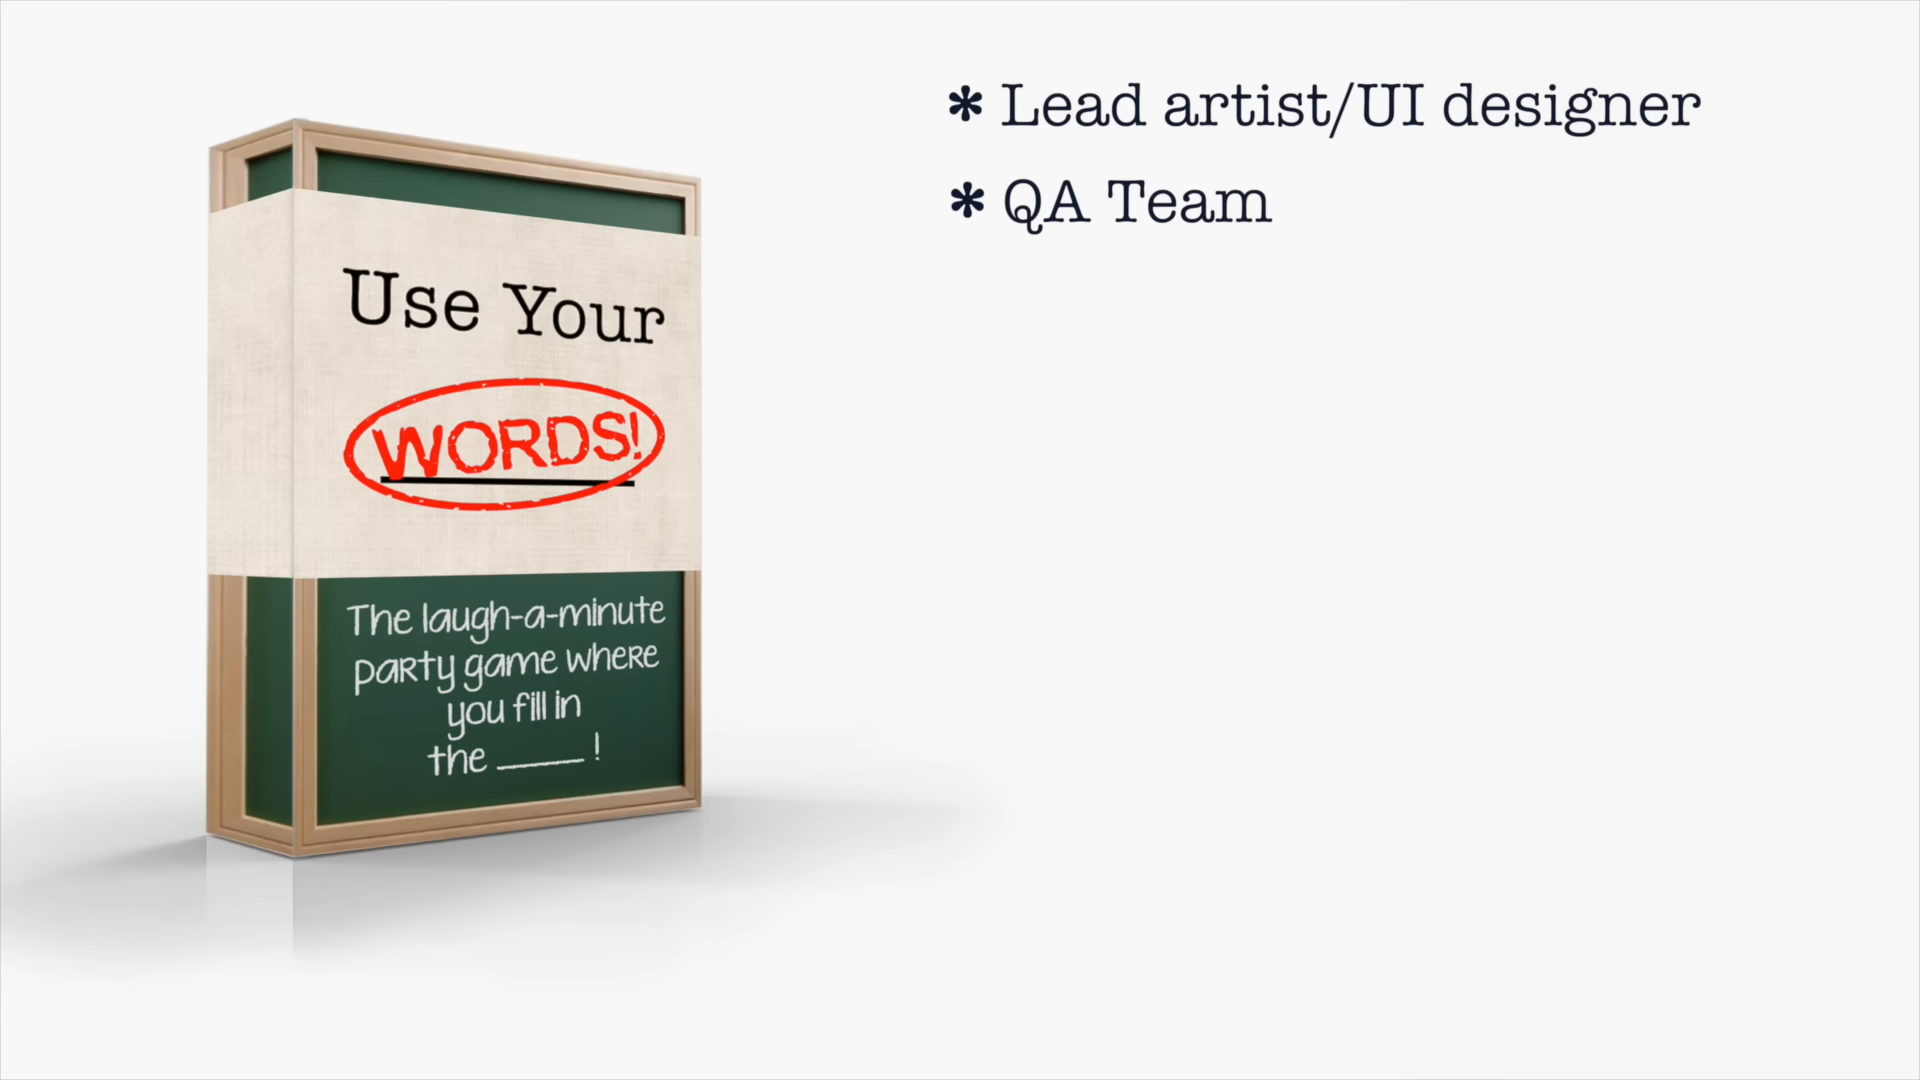 Use Your
WORDS!
The laugh-a-minute
party game where
you fill in
the _____ !
* Lead artist/UI designer
* QA Team